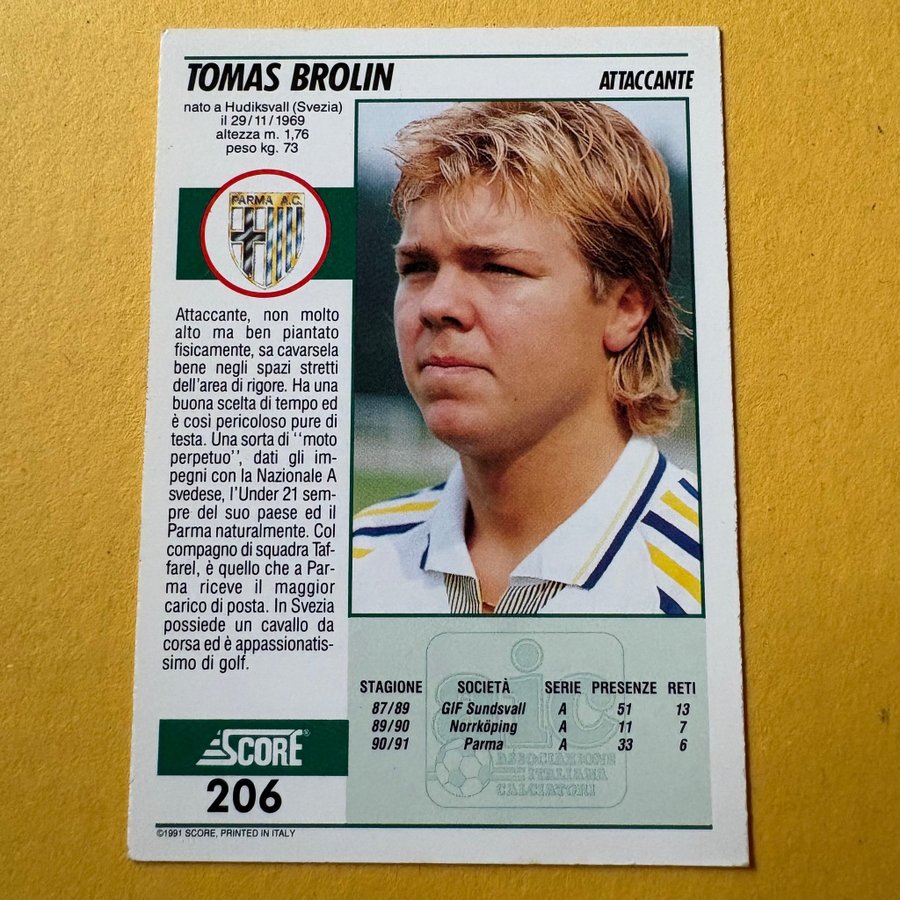 TOMAS BROLIN
ATTACCANTE
nato a Hudiksvall (Svezia)
il 29/11/1969
altezza m. 1,76
peso kg. 73
PARMA A.C.
Attaccante, non molto
alto ma ben piantato
fisicamente, sa cavarsela
bene negli spazi stretti
dell'area di rigore. Ha una
buona scelta di tempo ed
è così pericoloso pure di
testa. Una sorta di ''moto
perpetuo'', dati gli im-
pegni con la Nazionale A
svedese, l'Under 21 sem-
pre del suo paese ed il
Parma naturalmente. Col
compagno di squadra Taf-
farel, è quello che a Par-
ma riceve il maggior
carico di posta. In Svezia
possiede un cavallo da
corsa ed è appassionatis-
simo di golf.
STAGIONE SOCIETÀ SERIE PRESENZE RETI
87/89 GIF Sundsvall A 51 13
89/90 Norrköping A 11 7
90/91 Parma A 33 6
aic
ASSOCIAZIONE
ITALIANA
CALCIATORI
SCORE®
206
©1991 SCORE, PRINTED IN ITALY